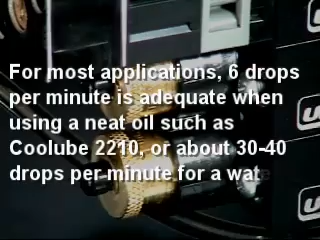 For most applications, 6 drops
per minute is adequate when
using a neat oil such as
Coolube 2210, or about 30-40
drops per minute for a wate